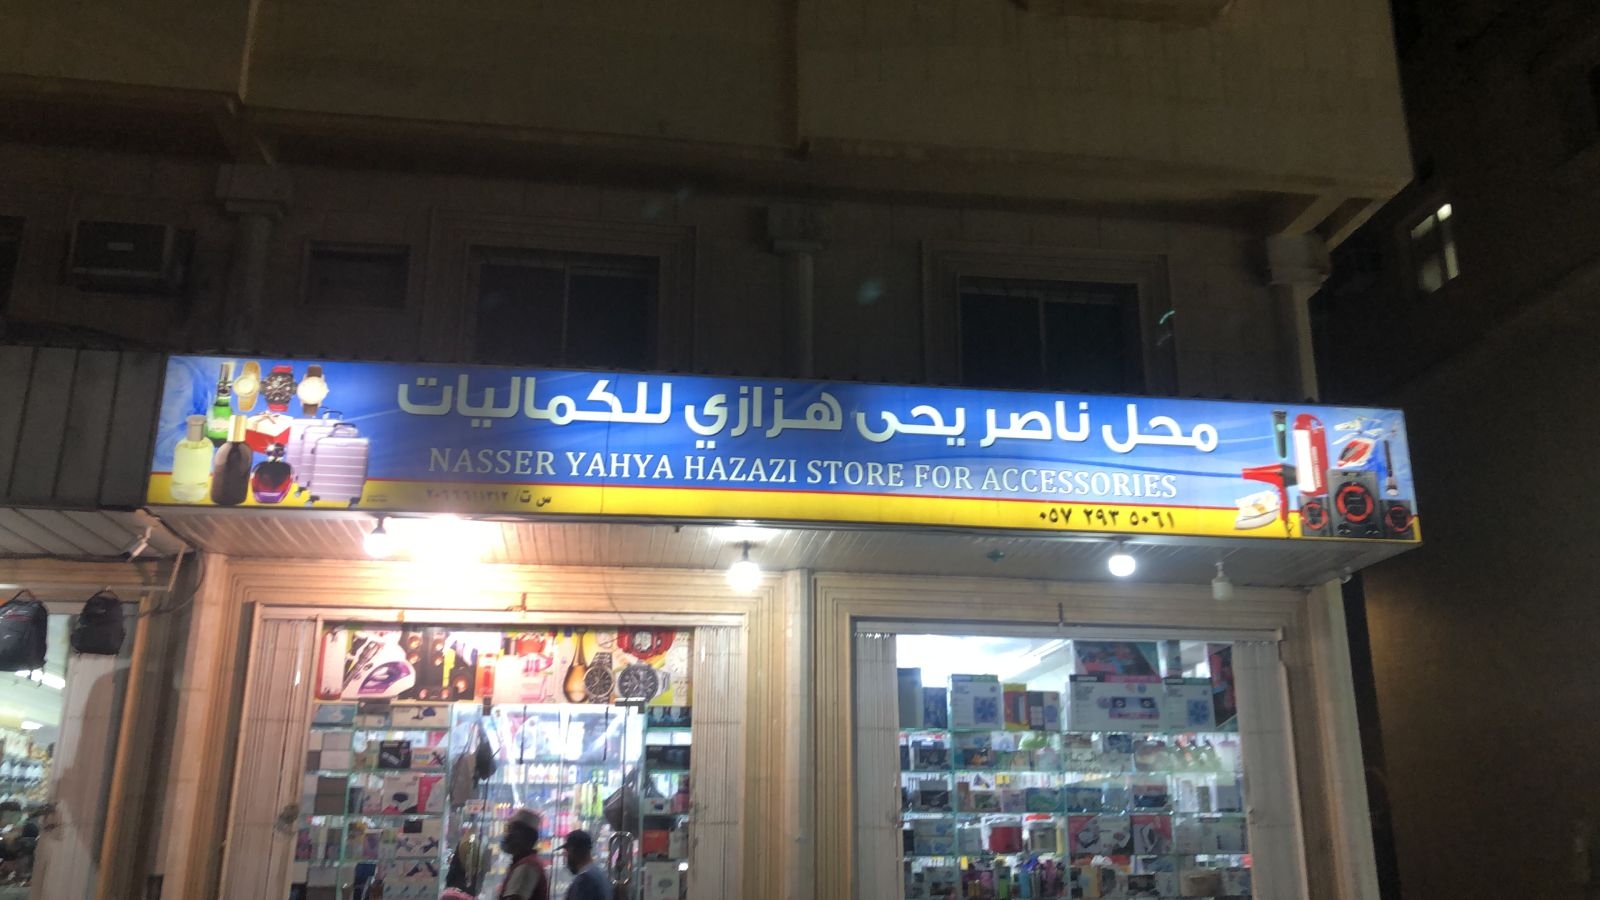 محل ناصر يحى هزازي للكماليات
NASSER YAHYA HAZAZI STORE FOR ACCESSORIES
٠٥٧ ٢٩٣ ٥٠٦١